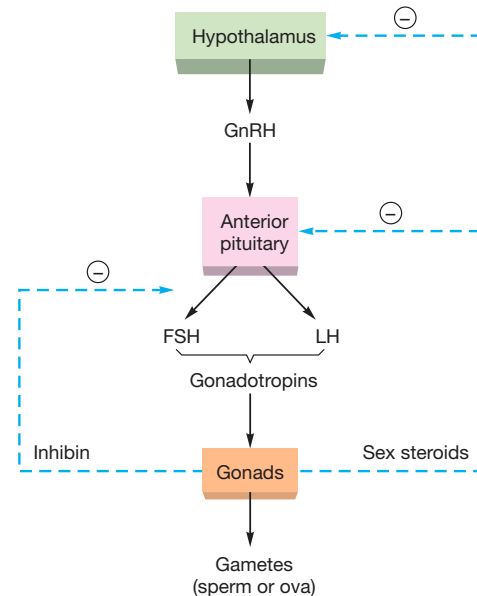 Hypothalamus
−
GnRH
Anterior
pituitary
−
−
FSH
LH
Gonadotropins
Inhibin
Gonads
Sex steroids
Gametes
(sperm or ova)